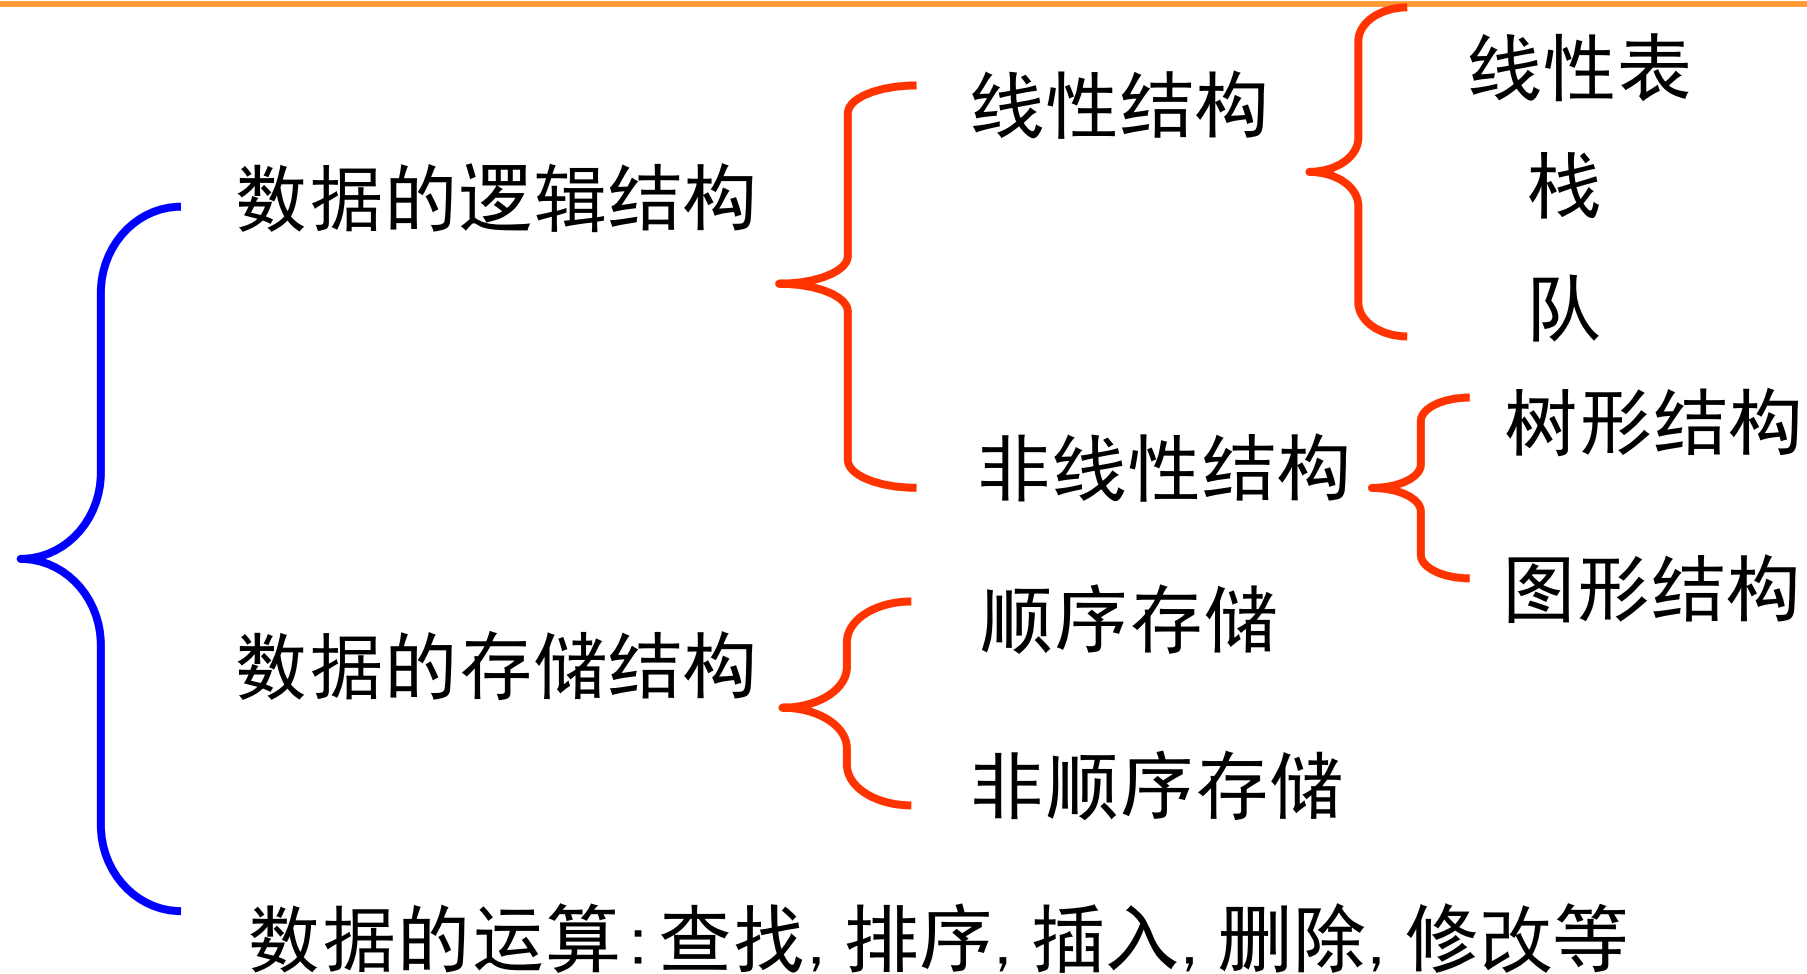 数据的逻辑结构
线性结构
线性表
栈
队
非线性结构
树形结构
图形结构
数据的存储结构
顺序存储
非顺序存储
数据的运算:查找,排序,插入,删除,修改等